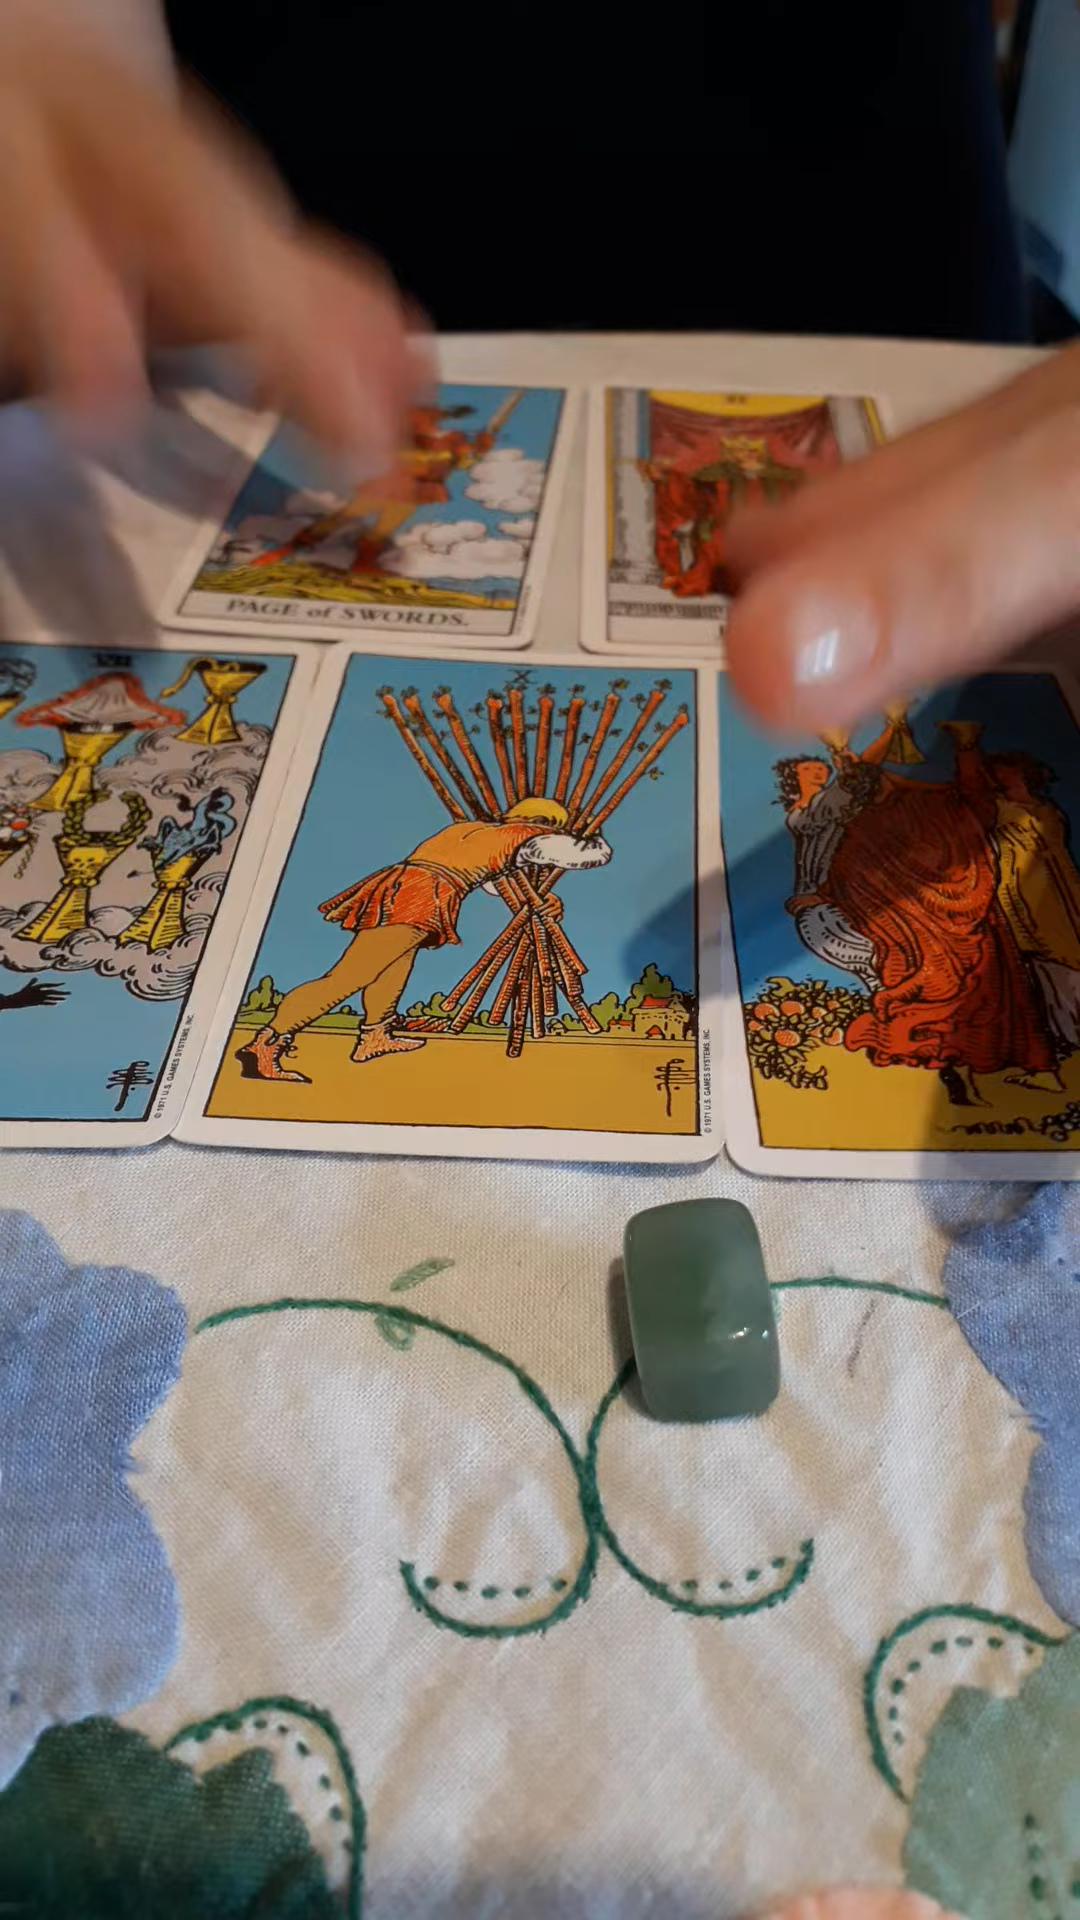 PAGE of SWORDS.
X
© 1971 U.S. GAMES SYSTEMS, INC.
© 1971 U.S. GAMES SYSTEMS, INC.